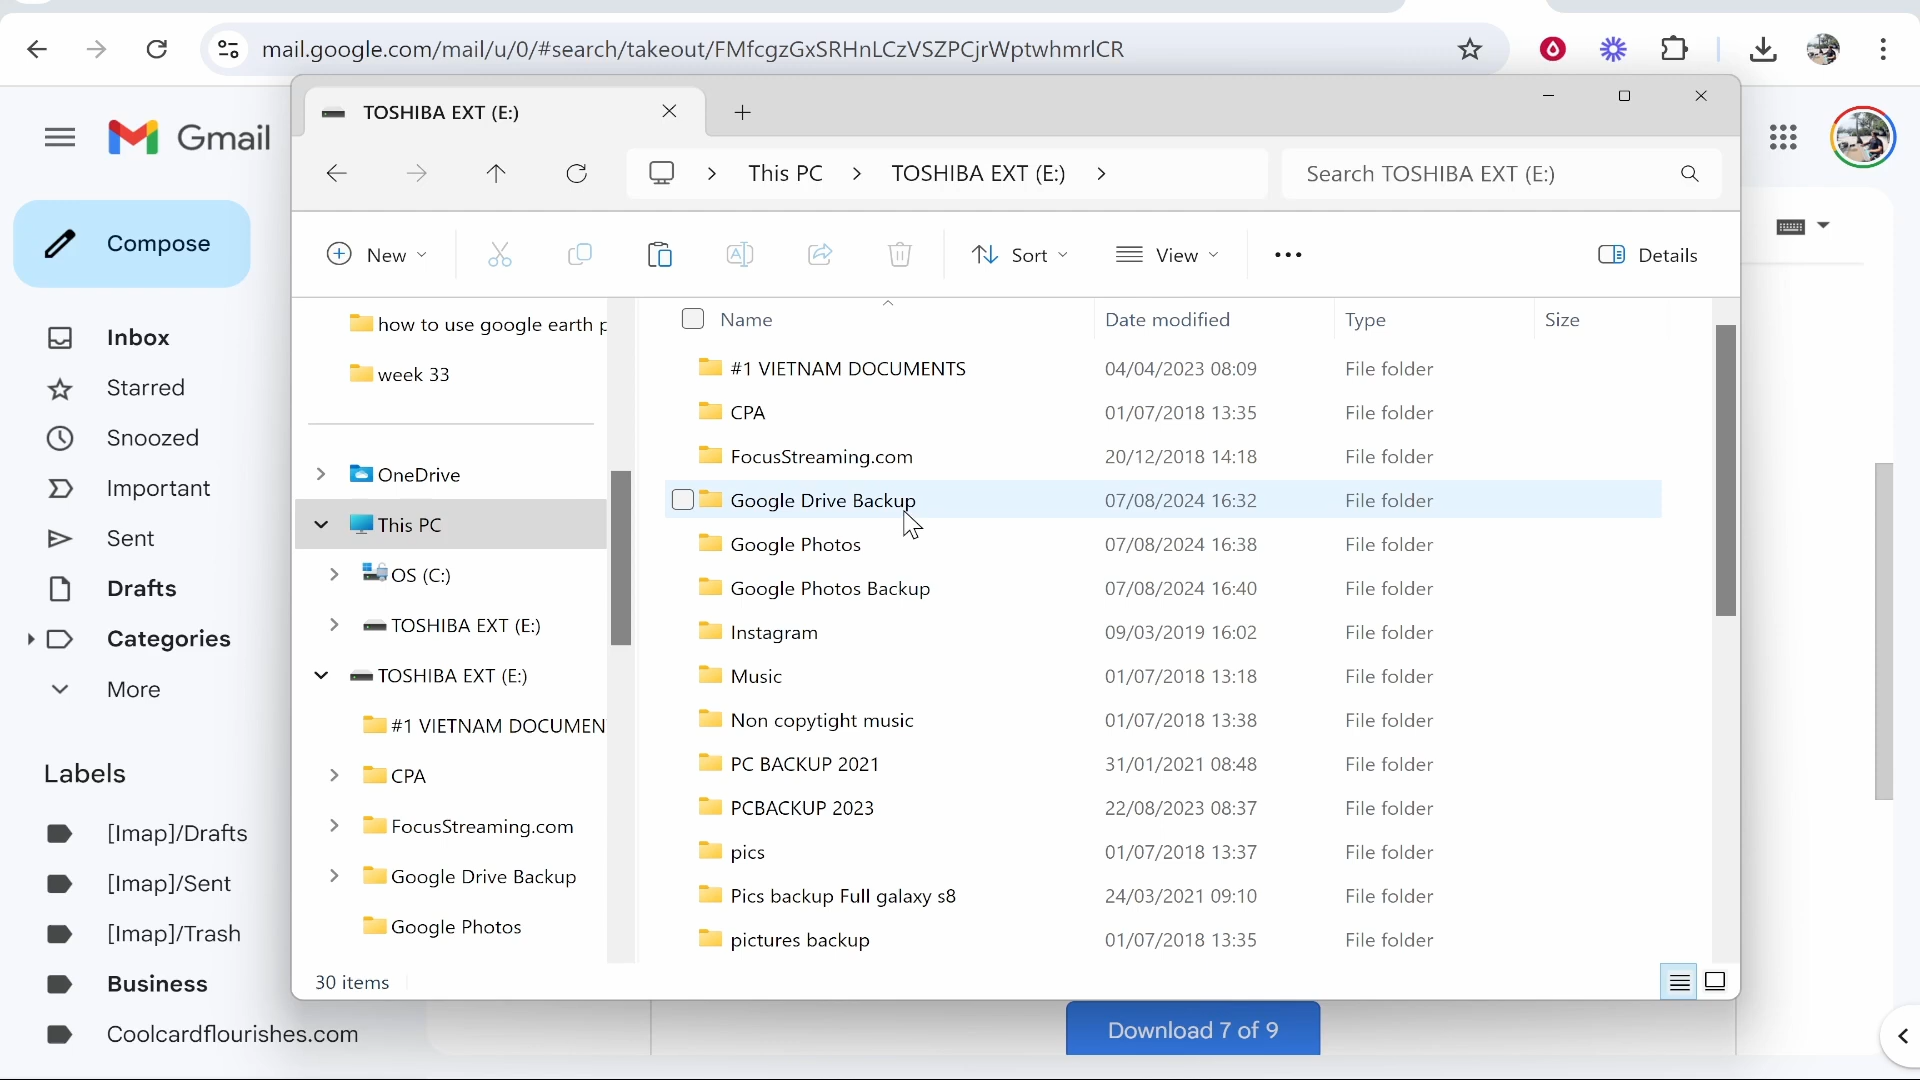 mail.google.com/mail/u/0/#search/takeout/FMfcgzGxSRHnLCzVSZPCjrWptwhmrlCR
TOSHIBA EXT (E:)
Gmail
This PC
TOSHIBA EXT (E:)
Search TOSHIBA EXT (E:)
Compose
New
Sort
View
Details
Inbox
Starred
Snoozed
Important
Sent
Drafts
Categories
More
Labels
[Imap]/Drafts
[Imap]/Sent
[Imap]/Trash
Business
Coolcardflourishes.com
how to use google earth p
week 33
OneDrive
This PC
OS (C:)
TOSHIBA EXT (E:)
TOSHIBA EXT (E:)
#1 VIETNAM DOCUMEN
CPA
FocusStreaming.com
Google Drive Backup
Google Photos
Name Date modified Type Size
#1 VIETNAM DOCUMENTS 04/04/2023 08:09 File folder
CPA 01/07/2018 13:35 File folder
FocusStreaming.com 20/12/2018 14:18 File folder
Google Drive Backup 07/08/2024 16:32 File folder
Google Photos 07/08/2024 16:38 File folder
Google Photos Backup 07/08/2024 16:40 File folder
Instagram 09/03/2019 16:02 File folder
Music 01/07/2018 13:18 File folder
Non copytight music 01/07/2018 13:38 File folder
PC BACKUP 2021 31/01/2021 08:48 File folder
PCBACKUP 2023 22/08/2023 08:37 File folder
pics 01/07/2018 13:37 File folder
Pics backup Full galaxy s8 24/03/2021 09:10 File folder
pictures backup 01/07/2018 13:35 File folder
30 items
Download 7 of 9